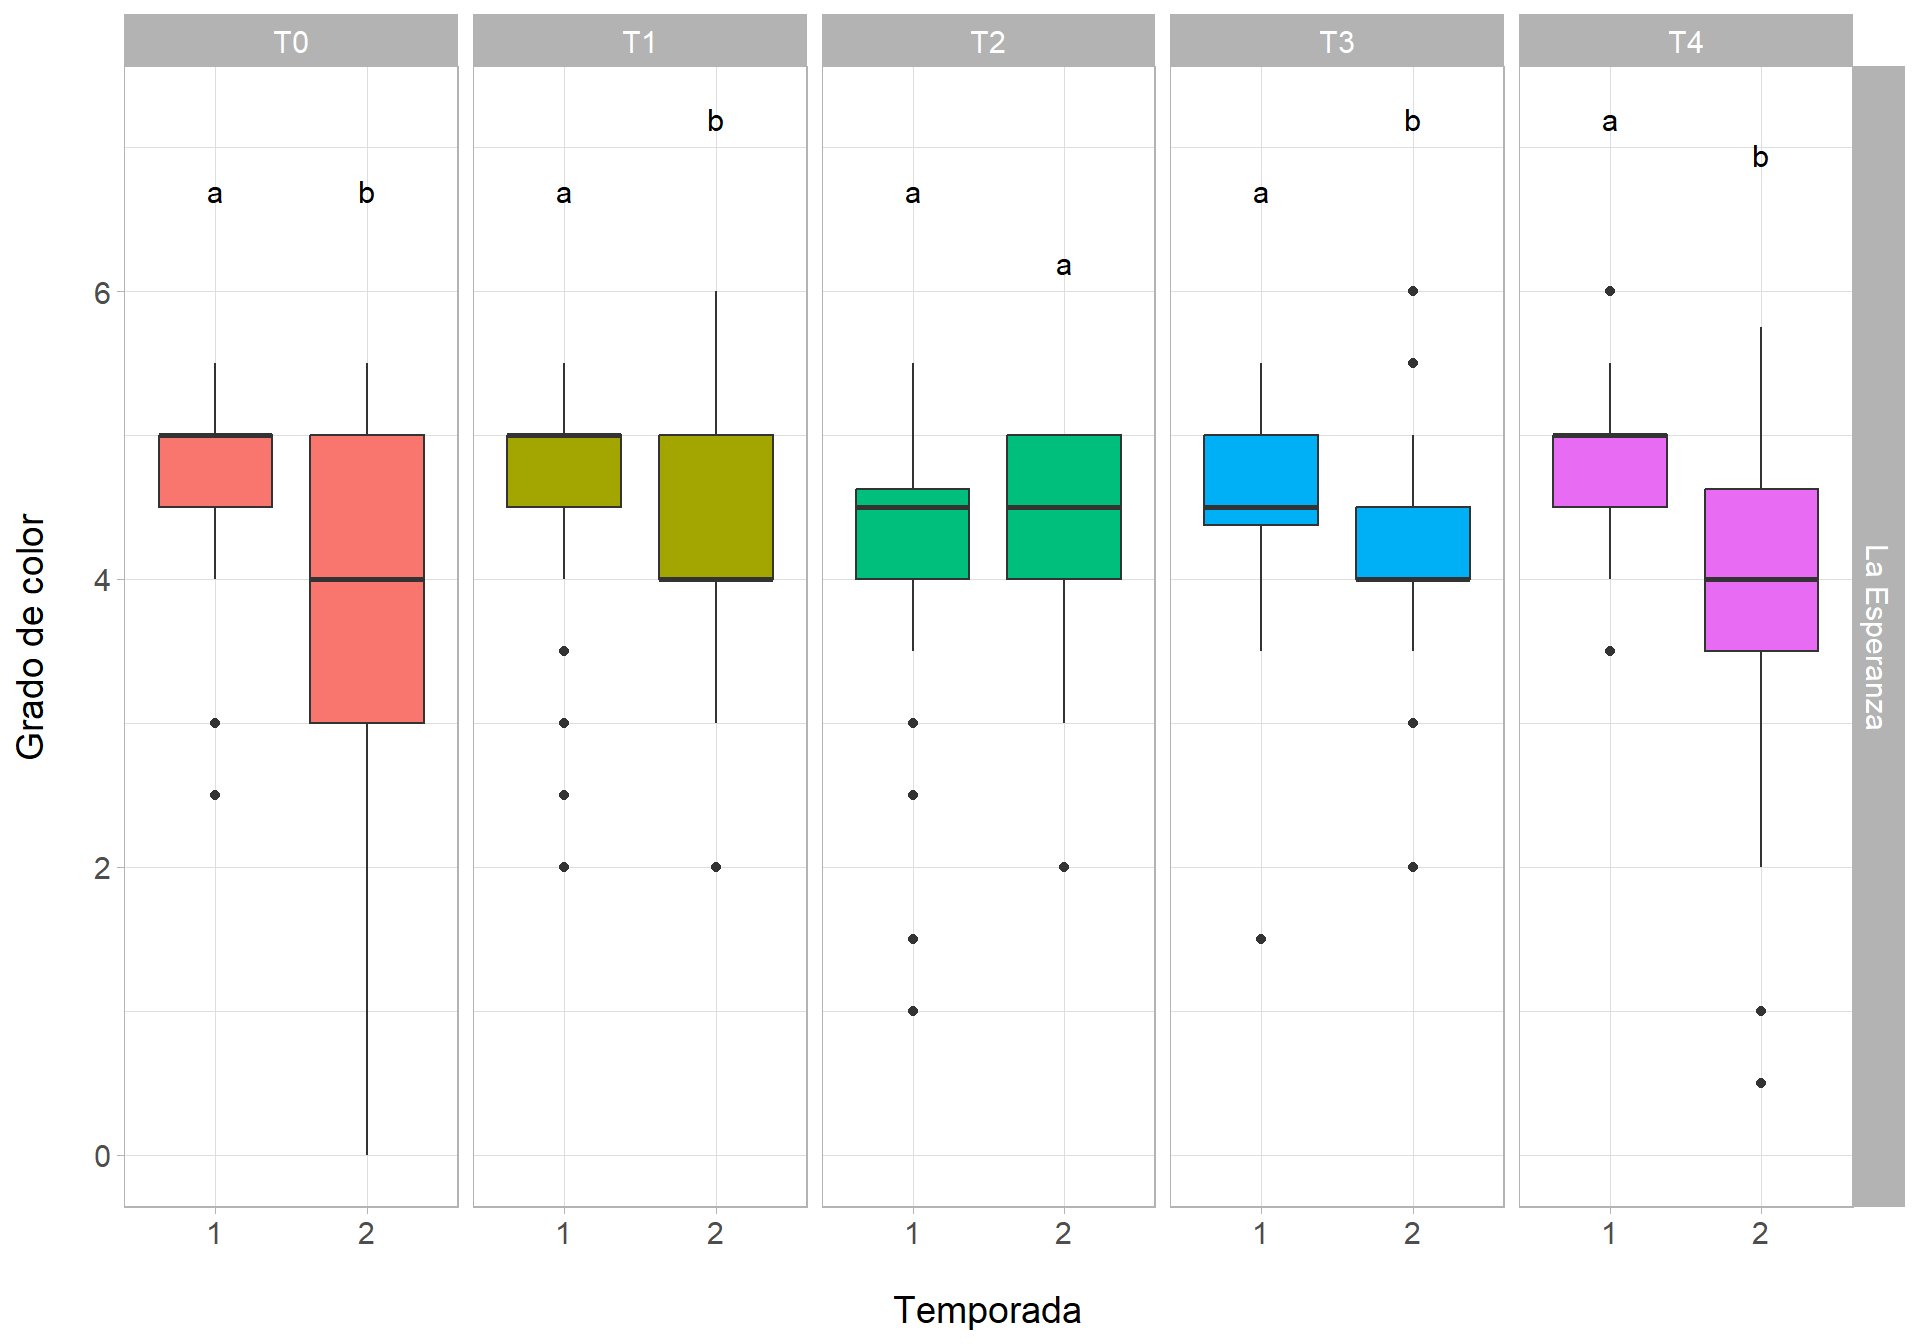 T0 T1 T2 T3 T4
b b a
b
a b a a a
a
6
4
2
0
Grado de color
La Esperanza
1 2 1 2 1 2 1 2 1 2
Temporada